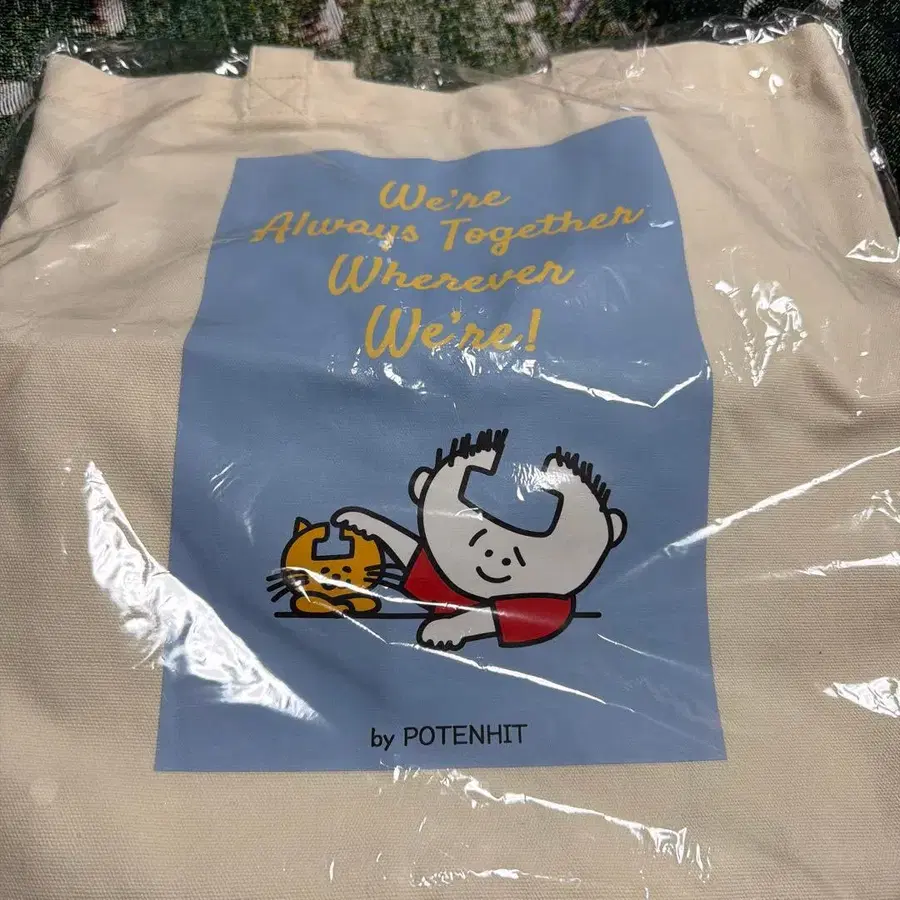 We're
Always Together
Wherever
We're!
by POTENHIT